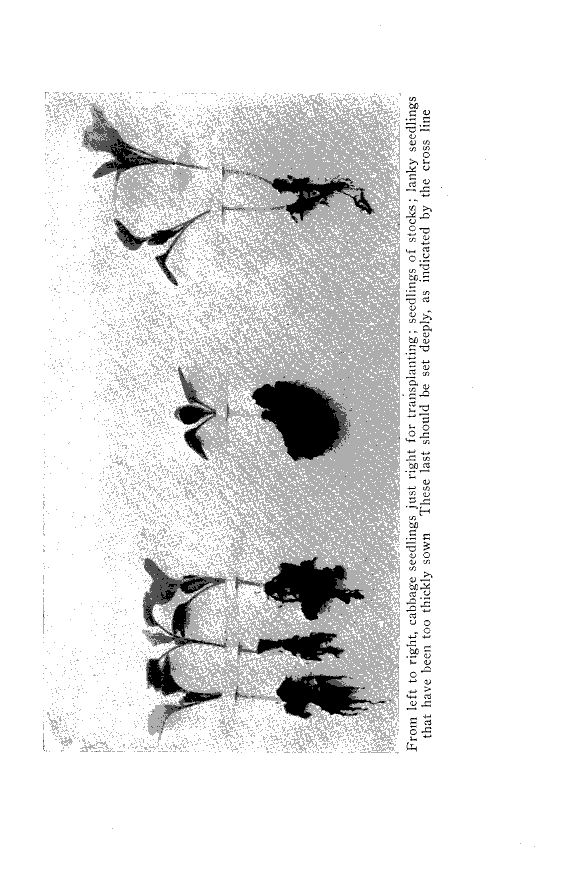 From left to right, cabbage seedlings just right for transplanting; seedlings of stocks; lanky seedlings
that have been too thickly sown These last should be set deeply, as indicated by the cross line